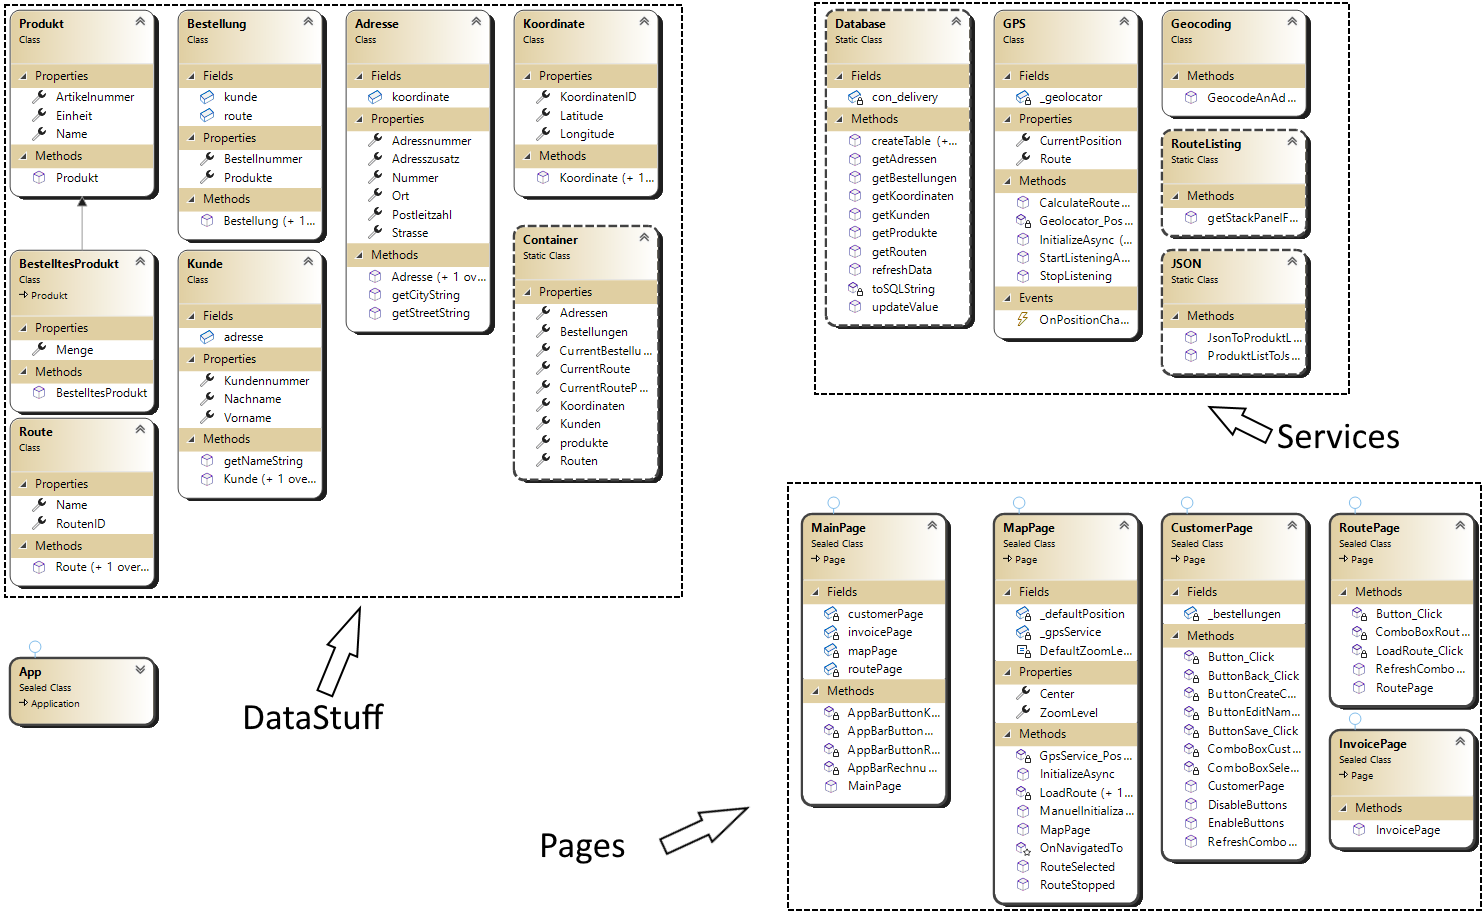 Produkt
Class
Properties
Artikelnummer
Einheit
Name
Methods
Produkt
Bestellung
Class
Fields
kunde
route
Properties
Bestellnummer
Produkte
Methods
Bestellung (+ 1...
Adresse
Class
Fields
koordinate
Properties
Adressnummer
Adresszusatz
Nummer
Ort
Postleitzahl
Strasse
Methods
Adresse (+ 1 ov...
getCityString
getStreetString
Koordinate
Class
Properties
KoordinatenID
Latitude
Longitude
Methods
Koordinate (+ 1...
BestelltesProdukt
Class
Produkt
Properties
Menge
Methods
BestelltesProdukt
Kunde
Class
Fields
adresse
Properties
Kundennummer
Nachname
Vorname
Methods
getNameString
Kunde (+ 1 ove...
Container
Static Class
Properties
Adressen
Bestellungen
CurrentBestellu...
CurrentRoute
CurrentRouteP...
Koordinaten
Kunden
produkte
Routen
Route
Class
Properties
Name
RoutenID
Methods
Route (+ 1 over...
App
Sealed Class
Application
DataStuff
Database
Static Class
Fields
con_delivery
Methods
createTable (+...
getAdressen
getBestellungen
getKoordinaten
getKunden
getProdukte
getRouten
refreshData
toSQLString
updateValue
GPS
Class
Fields
_geolocator
Properties
CurrentPosition
Route
Methods
CalculateRoute...
Geolocator_Pos...
InitializeAsync (...
StartListeningA...
StopListening
Events
OnPositionCha...
Geocoding
Class
Methods
GeocodeAnAd...
RouteListing
Static Class
Methods
getStackPanelF...
JSON
Static Class
Methods
JsonToProduktL...
ProduktListToJs...
Services
MainPage
Sealed Class
Page
Fields
customerPage
invoicePage
mapPage
routePage
Methods
AppBarButtonK...
AppBarButtonM...
AppBarButtonR...
AppBarRechnu...
MainPage
MapPage
Sealed Class
Page
Fields
_defaultPosition
_gpsService
DefaultZoomLe...
Properties
Center
ZoomLevel
Methods
GpsService_Pos...
InitializeAsync
LoadRoute (+ 1...
ManuelInitializa...
MapPage
OnNavigatedTo
RouteSelected
RouteStopped
CustomerPage
Sealed Class
Page
Fields
_bestellungen
Methods
Button_Click
ButtonBack_Click
ButtonCreateC...
ButtonEditNam...
ButtonSave_Click
ComboBoxCust...
ComboBoxSele...
CustomerPage
DisableButtons
EnableButtons
RefreshCombo...
RoutePage
Sealed Class
Page
Methods
Button_Click
ComboBoxRout...
LoadRoute_Click
RefreshCombo...
RoutePage
InvoicePage
Sealed Class
Page
Methods
InvoicePage
Pages